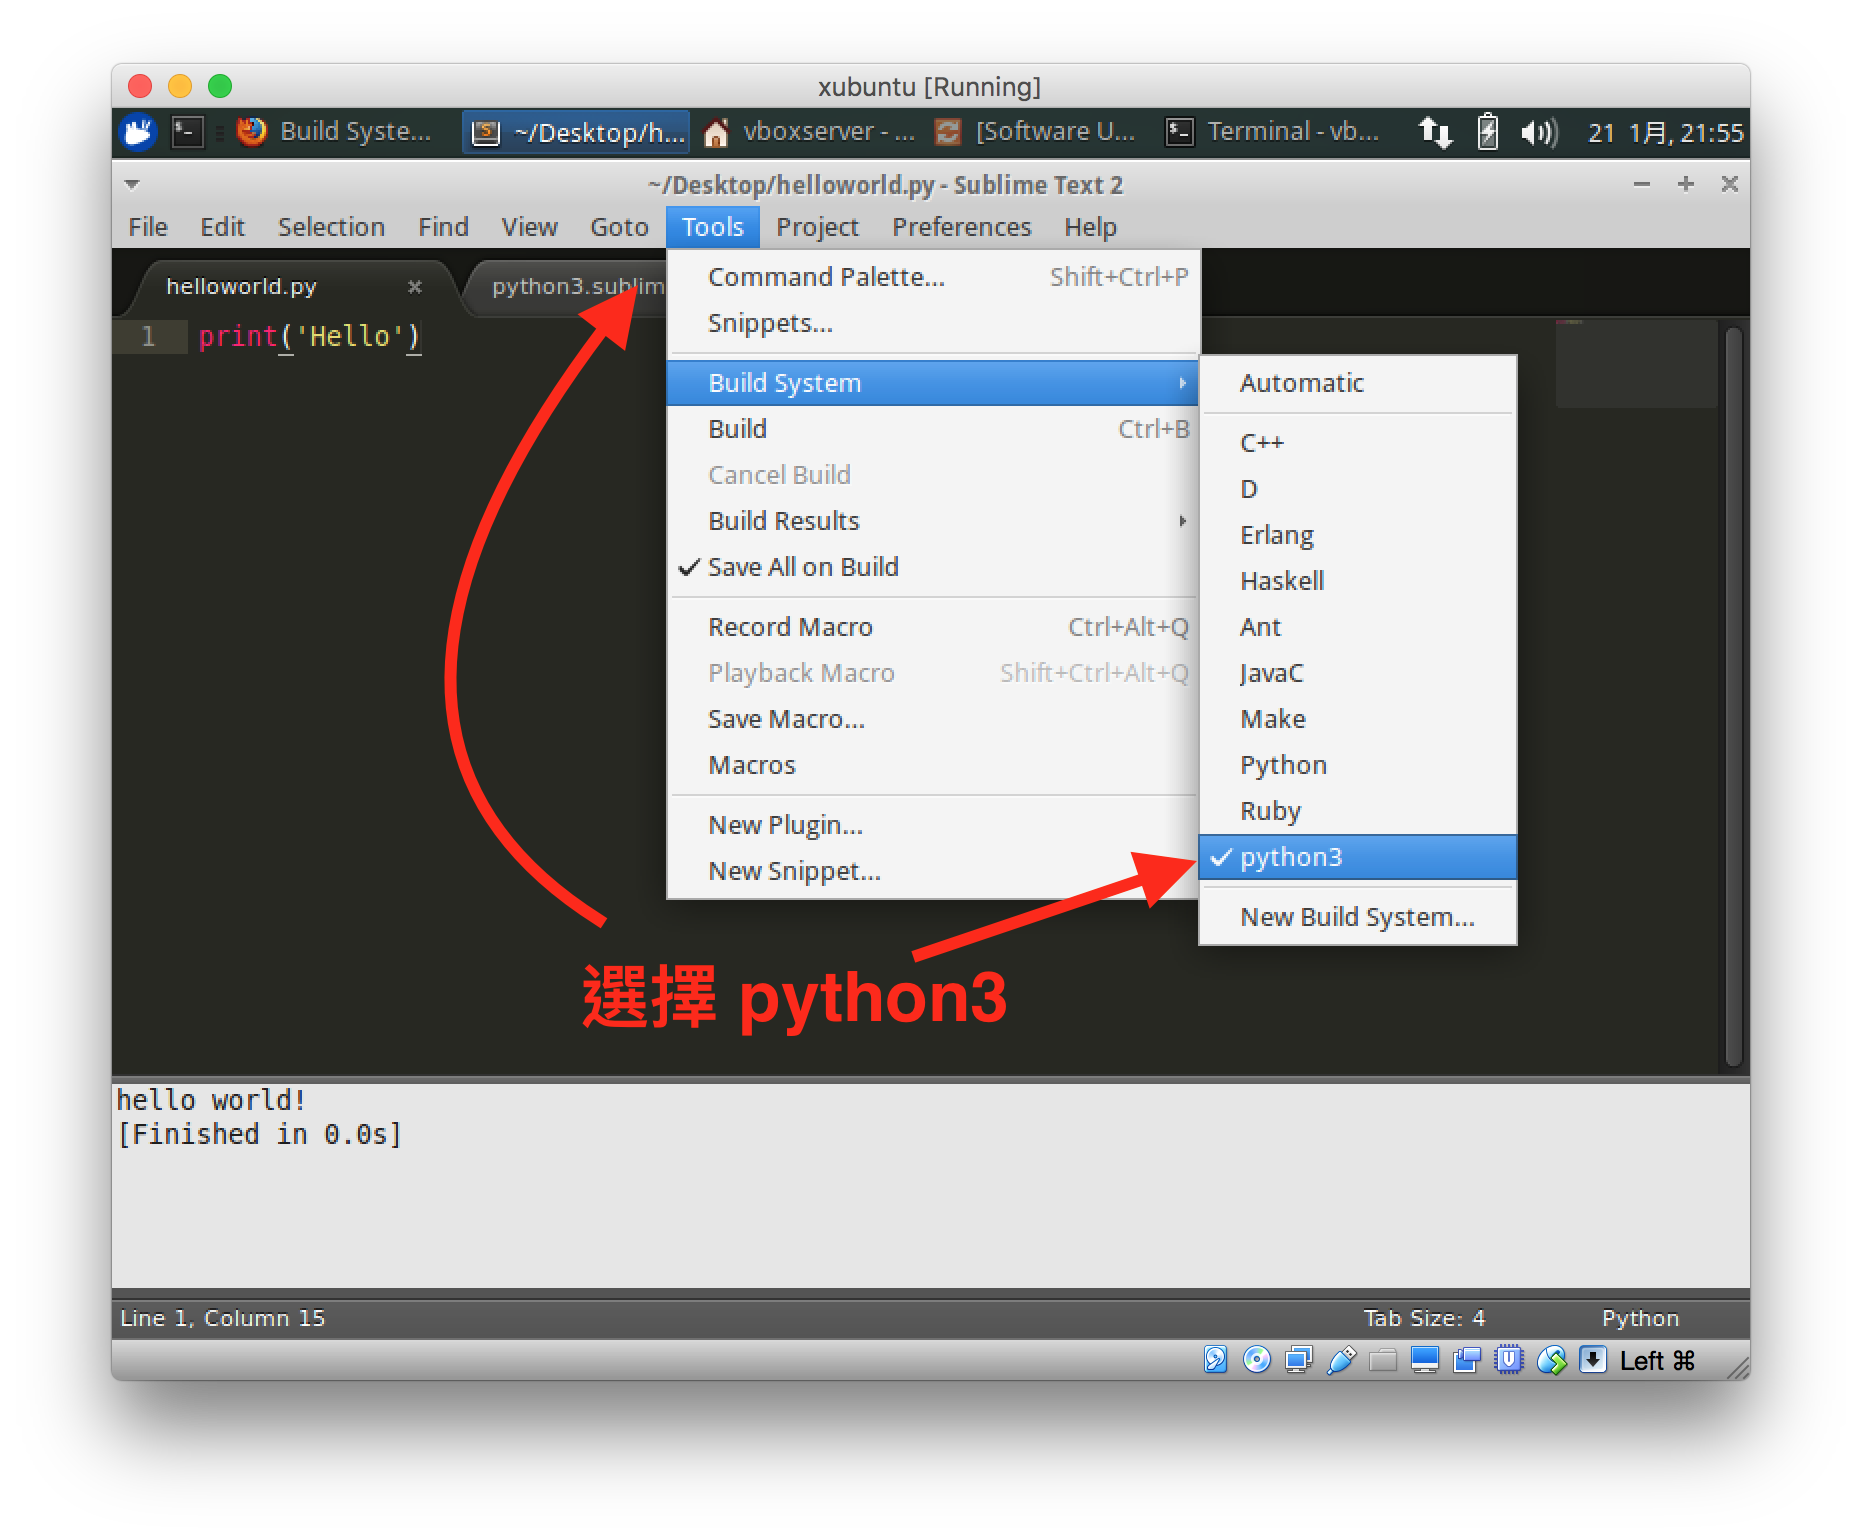 xubuntu [Running]
Build Syste... ~/Desktop/h... vboxserver - ... [Software U... Terminal - vb... 21 1月, 21:55
~/Desktop/helloworld.py - Sublime Text 2
File Edit Selection Find View Goto Tools Project Preferences Help
helloworld.py python3.sublim
1 print('Hello')
Command Palette... Shift+Ctrl+P
Snippets...
Build System
Build Ctrl+B
Cancel Build
Build Results
Save All on Build
Record Macro Ctrl+Alt+Q
Playback Macro Shift+Ctrl+Alt+Q
Save Macro...
Macros
New Plugin...
New Snippet...
Automatic
C++
D
Erlang
Haskell
Ant
JavaC
Make
Python
Ruby
python3
New Build System...
選擇 python3
hello world!
[Finished in 0.0s]
Line 1, Column 15 Tab Size: 4 Python
Left ⌘